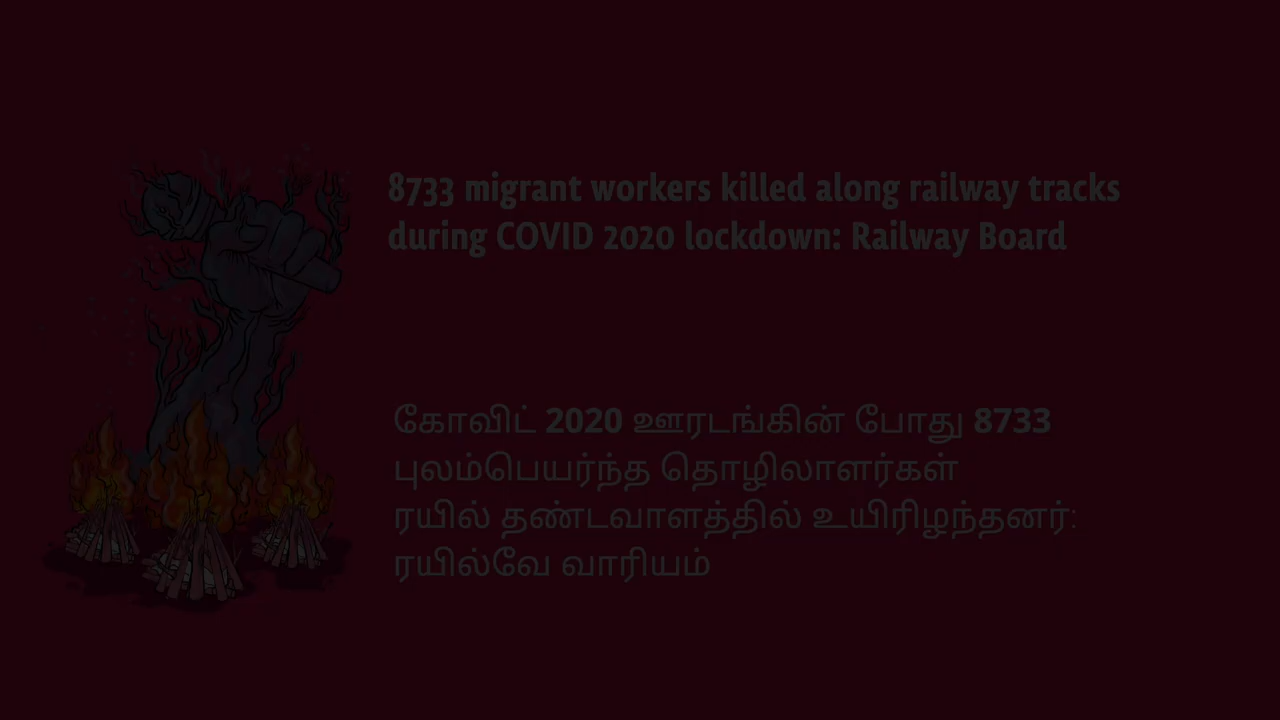 8733 migrant workers killed along railway tracks
during COVID 2020 lockdown: Railway Board
கோவிட் 2020 ஊரடங்கின் போது 8733
புலம்பெயர்ந்த தொழிலாளர்கள்
ரயில் தண்டவாளத்தில் உயிரிழந்தனர்:
ரயில்வே வாரியம்